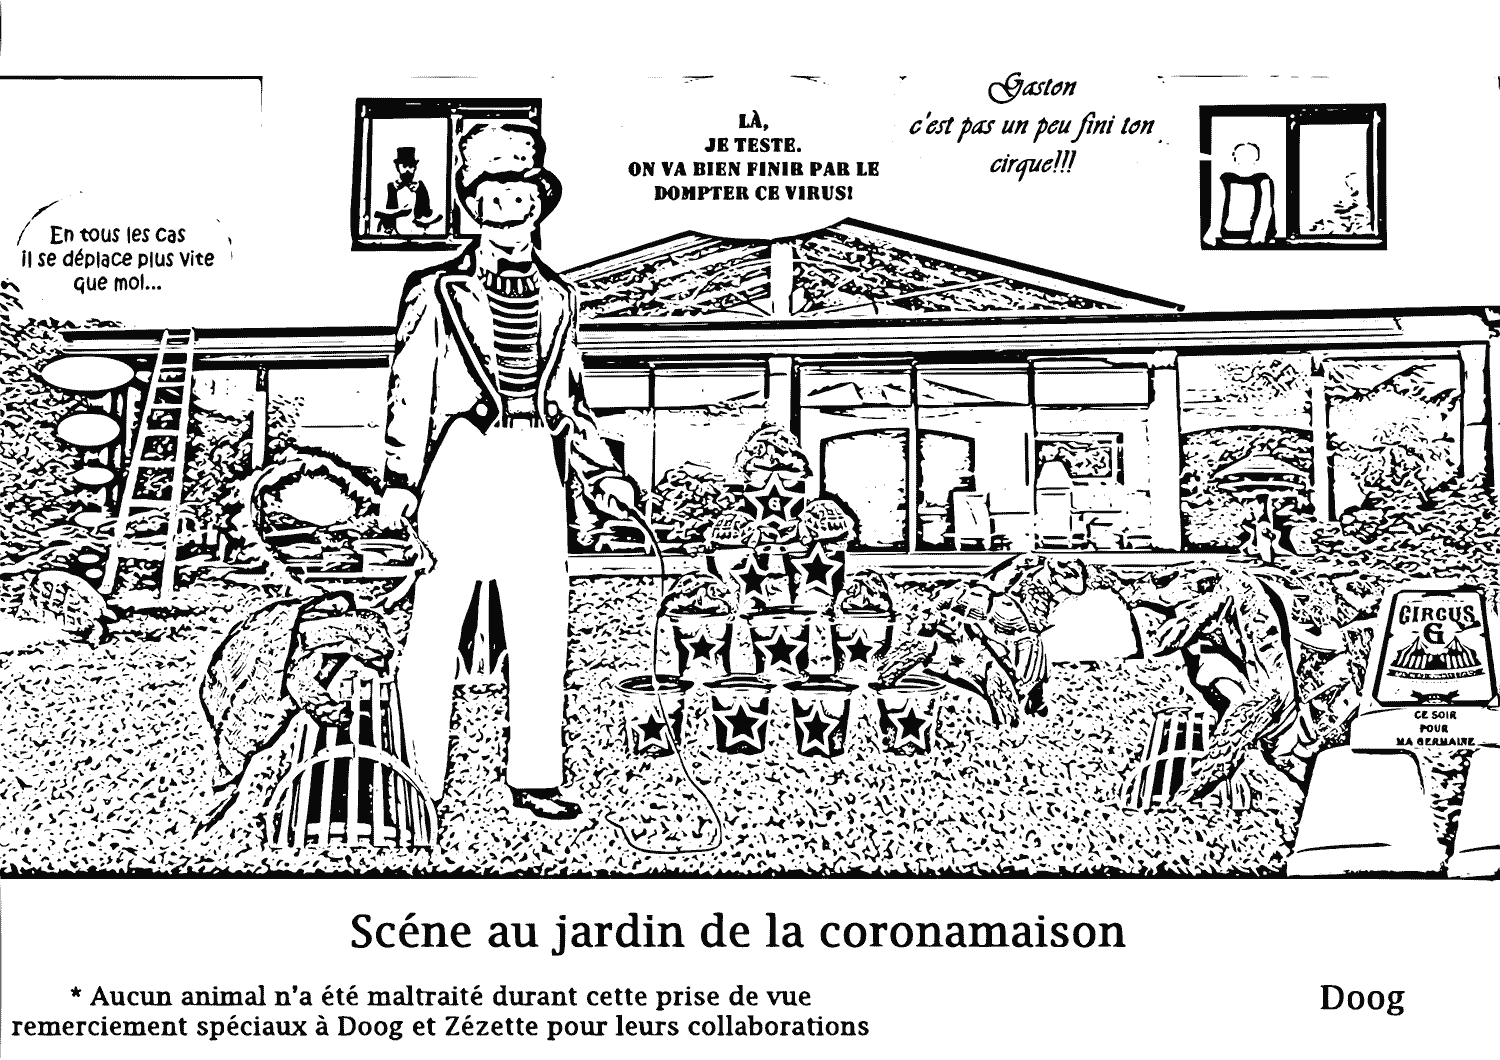 Gaston
c'est pas un peu fini ton
cirque!!!
LÀ,
JE TESTE.
ON VA BIEN FINIR PAR LE
DOMPTER CE VIRUS!
En tous les cas
il se déplace plus vite
que moi...
CIRCUS
G
CE SOIR
POUR
MA GERMAINE
Scéne au jardin de la coronamaison
* Aucun animal n'a été maltraité durant cette prise de vue
remerciement spéciaux à Doog et Zézette pour leurs collaborations
Doog